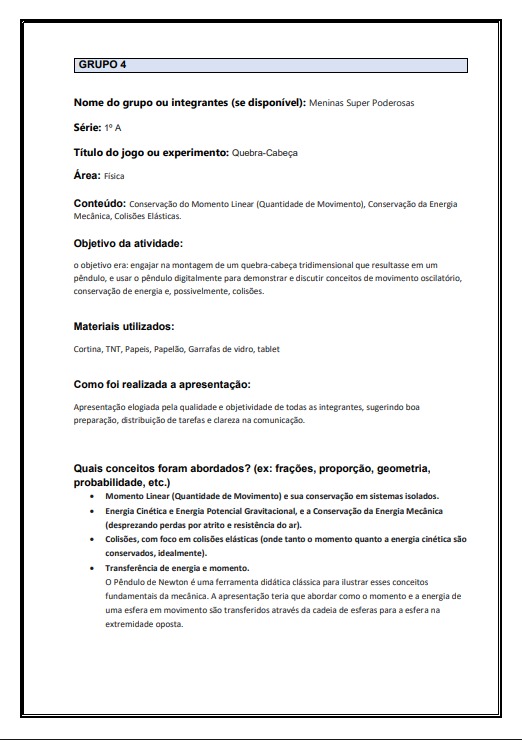 GRUPO 4
Nome do grupo ou integrantes (se disponível): Meninas Super Poderosas
Série: 1º A
Título do jogo ou experimento: Quebra-Cabeça
Área: Física
Conteúdo: Conservação do Momento Linear (Quantidade de Movimento), Conservação da Energia
Mecânica, Colisões Elásticas.
Objetivo da atividade:
o objetivo era: engajar na montagem de um quebra-cabeça tridimensional que resultasse em um
pêndulo, e usar o pêndulo digitalmente para demonstrar e discutir conceitos de movimento oscilatório,
conservação de energia e, possivelmente, colisões.
Materiais utilizados:
Cortina, TNT, Papeis, Papelão, Garrafas de vidro, tablet
Como foi realizada a apresentação:
Apresentação elogiada pela qualidade e objetividade de todas as integrantes, sugerindo boa
preparação, distribuição de tarefas e clareza na comunicação.
Quais conceitos foram abordados? (ex: frações, proporção, geometria,
probabilidade, etc.)
• Momento Linear (Quantidade de Movimento) e sua conservação em sistemas isolados.
• Energia Cinética e Energia Potencial Gravitacional, e a Conservação da Energia Mecânica
(desprezando perdas por atrito e resistência do ar).
• Colisões, com foco em colisões elásticas (onde tanto o momento quanto a energia cinética são
conservados, idealmente).
• Transferência de energia e momento.
O Pêndulo de Newton é uma ferramenta didática clássica para ilustrar esses conceitos
fundamentais da mecânica. A apresentação teria que abordar como o momento e a energia de
uma esfera em movimento são transferidos através da cadeia de esferas para a esfera na
extremidade oposta.